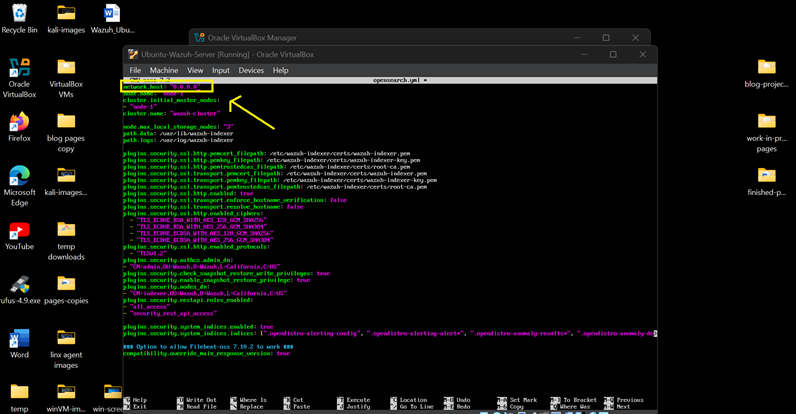 Recycle Bin
kali-images
Wazuh_Ub...
Oracle VirtualBox Manager
Ubuntu-Wazuh-Server [Running] - Oracle VirtualBox
File Machine View Input Devices Help
opensearch.yml *
network.host: "0.0.0.0"
node.name: "node-1"
cluster.initial_master_nodes:
- "node-1"
cluster.name: "wazuh-cluster"
node.max_local_storage_nodes: "3"
path.data: /var/lib/wazuh-indexer
path.logs: /var/log/wazuh-indexer
plugins.security.ssl.http.pemcert_filepath: /etc/wazuh-indexer/certs/wazuh-indexer.pem
plugins.security.ssl.http.pemkey_filepath: /etc/wazuh-indexer/certs/wazuh-indexer-key.pem
plugins.security.ssl.http.pemtrustedcas_filepath: /etc/wazuh-indexer/certs/root-ca.pem
plugins.security.ssl.transport.pemcert_filepath: /etc/wazuh-indexer/certs/wazuh-indexer.pem
plugins.security.ssl.transport.pemkey_filepath: /etc/wazuh-indexer/certs/wazuh-indexer-key.pem
plugins.security.ssl.transport.pemtrustedcas_filepath: /etc/wazuh-indexer/certs/root-ca.pem
plugins.security.ssl.http.enabled: true
plugins.security.ssl.transport.enforce_hostname_verification: false
plugins.security.ssl.transport.resolve_hostname: false
plugins.security.ssl.http.enabled_ciphers:
- "TLS_ECDHE_RSA_WITH_AES_128_GCM_SHA256"
- "TLS_ECDHE_RSA_WITH_AES_256_GCM_SHA384"
- "TLS_ECDHE_ECDSA_WITH_AES_128_GCM_SHA256"
- "TLS_ECDHE_ECDSA_WITH_AES_256_GCM_SHA384"
plugins.security.ssl.http.enabled_protocols:
- "TLSv1.2"
plugins.security.authcz.admin_dn:
- "CN=admin,OU=Wazuh,O=Wazuh,L=California,C=US"
plugins.security.check_snapshot_restore_write_privileges: true
plugins.security.enable_snapshot_restore_privilege: true
plugins.security.nodes_dn:
- "CN=indexer,OU=Wazuh,O=Wazuh,L=California,C=US"
plugins.security.restapi.roles_enabled:
- "all_access"
- "security_rest_api_access"
plugins.security.system_indices.enabled: true
plugins.security.system_indices.indices: [".opendistro-alerting-config", ".opendistro-alerting-alert*", ".opendistro-anomaly-results*", ".opendistro-anomaly-de>
### Option to allow Filebeat-oss 7.10.2 to work ###
compatibility.override_main_response_version: true
^G Help ^O Write Out ^W Where Is ^K Cut ^T Execute ^C Location M-U Undo M-A Set Mark M-] To Bracket M-Q Previous
^X Exit ^R Read File ^\ Replace ^U Paste ^J Justify ^/ Go To Line M-E Redo M-6 Copy ^Q Where Was M-W Next
Oracle
VirtualBox
Virtualbox
VMs
Firefox
blog pages
copy
Microsoft
Edge
kali-images...
YouTube
temp
downloads
rufus-4.9.exe
pages-copies
Word
linx agent
images
temp
winVM-im...
win-screen...
blog-projec...
work-in-pro...
pages
finished-p...